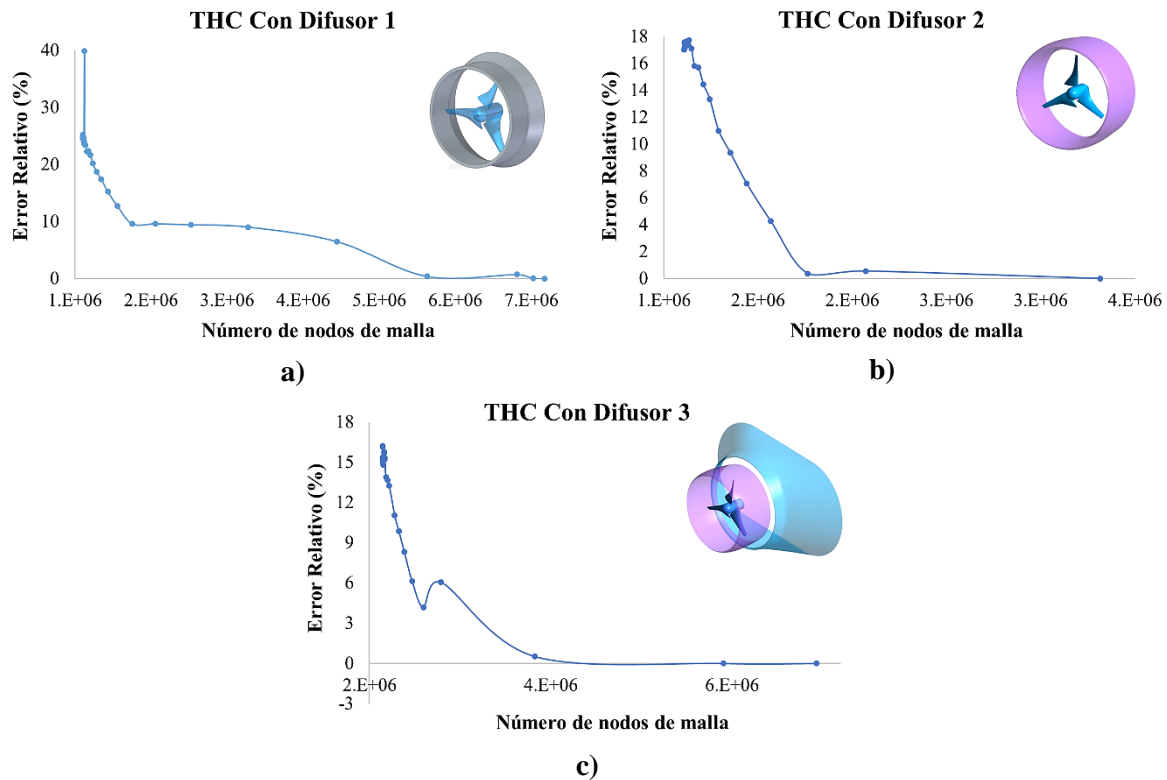 THC Con Difusor 1
Error Relativo (%)
40
30
20
10
0
1.E+06
2.E+06
3.E+06
4.E+06
5.E+06
6.E+06
7.E+06
Número de nodos de malla
a)
THC Con Difusor 2
Error Relativo (%)
18
16
14
12
10
8
6
4
2
0
1.E+06
2.E+06
2.E+06
3.E+06
3.E+06
4.E+06
Número de nodos de malla
b)
THC Con Difusor 3
Error Relativo (%)
18
15
12
9
6
3
0
-3
2.E+06
4.E+06
6.E+06
Número de nodos de malla
c)